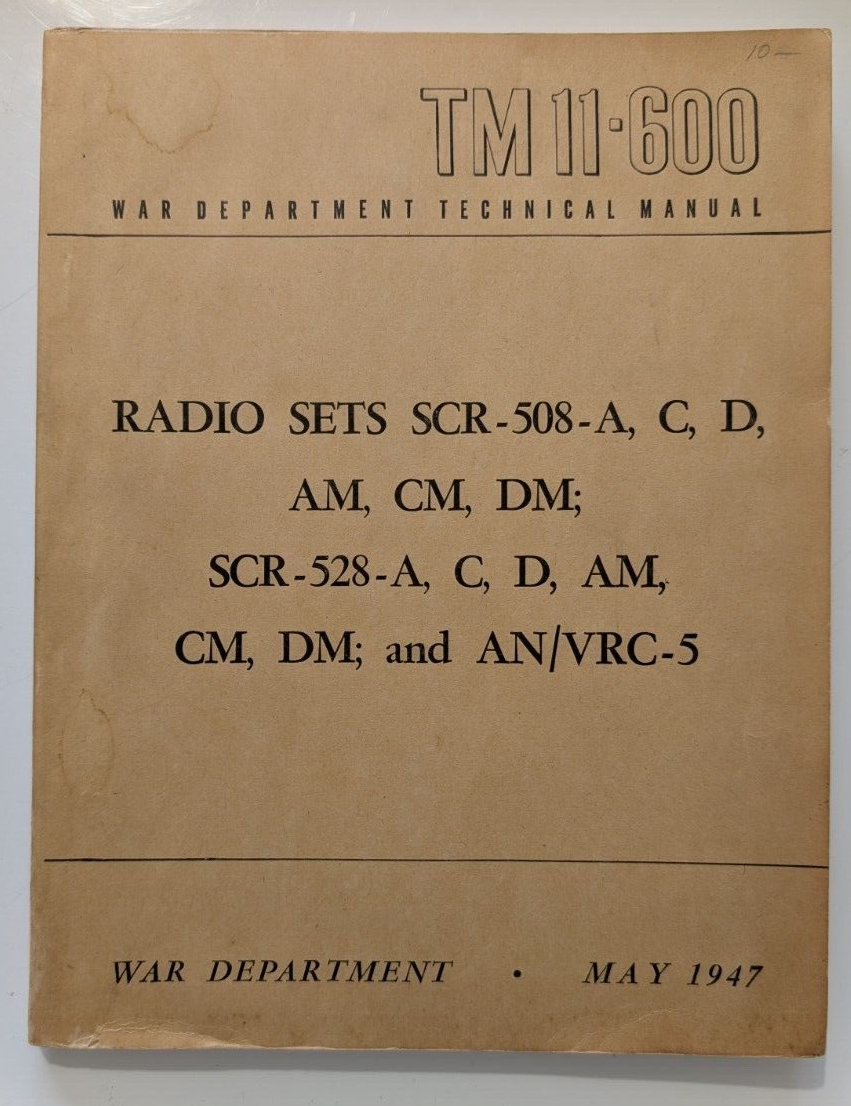 10—
TM 11-600
WAR DEPARTMENT TECHNICAL MANUAL
RADIO SETS SCR-508-A, C, D,
AM, CM, DM;
SCR-528-A, C, D, AM,
CM, DM; and AN/VRC-5
WAR DEPARTMENT • MAY 1947